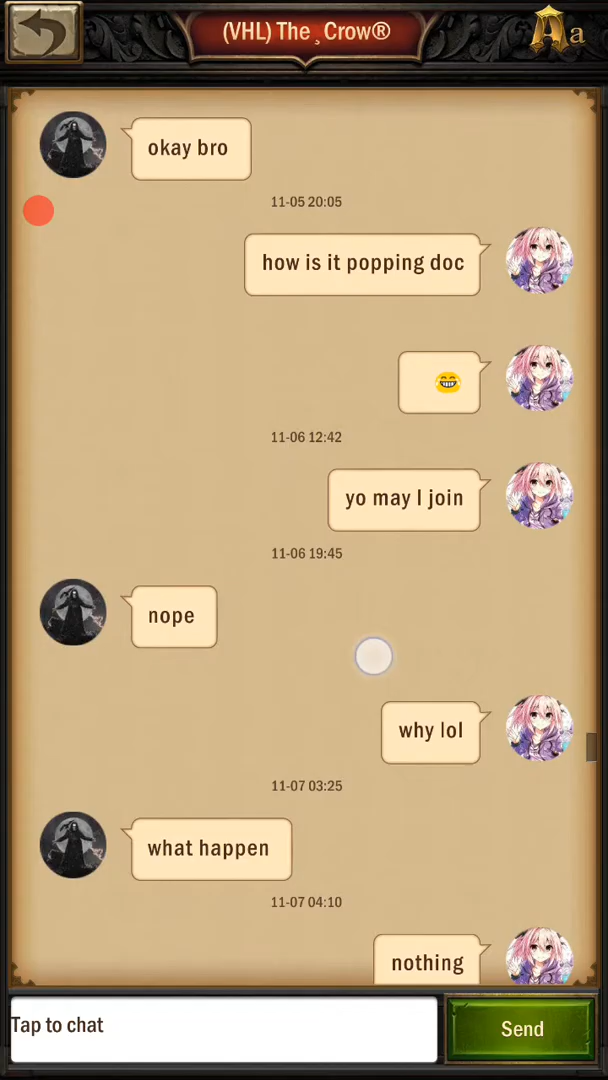 (VHL) The¸Crow®
Aa
okay bro
11-05 20:05
how is it popping doc
😂
11-06 12:42
yo may I join
11-06 19:45
nope
why lol
11-07 03:25
what happen
11-07 04:10
nothing
Tap to chat
Send